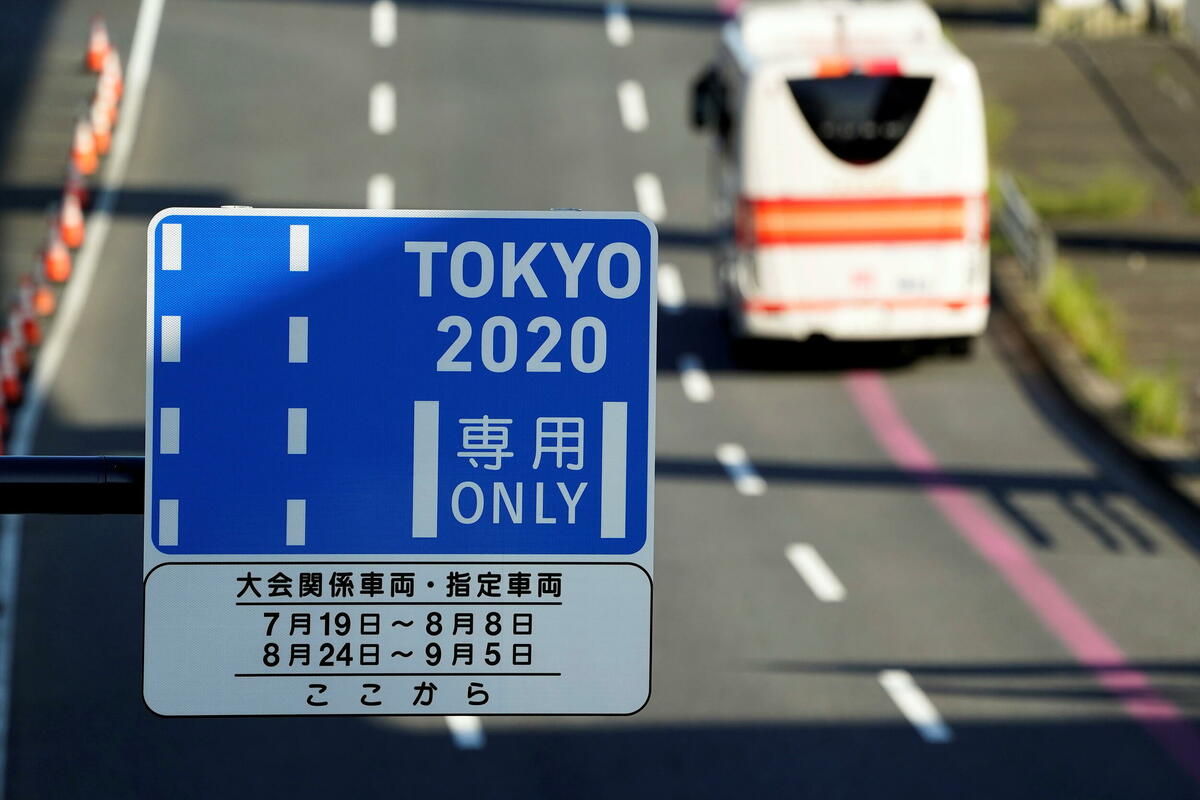 TOKYO
2020
専用
ONLY
大会関係車両・指定車両
7月19日～8月8日
8月24日～9月5日
ここから